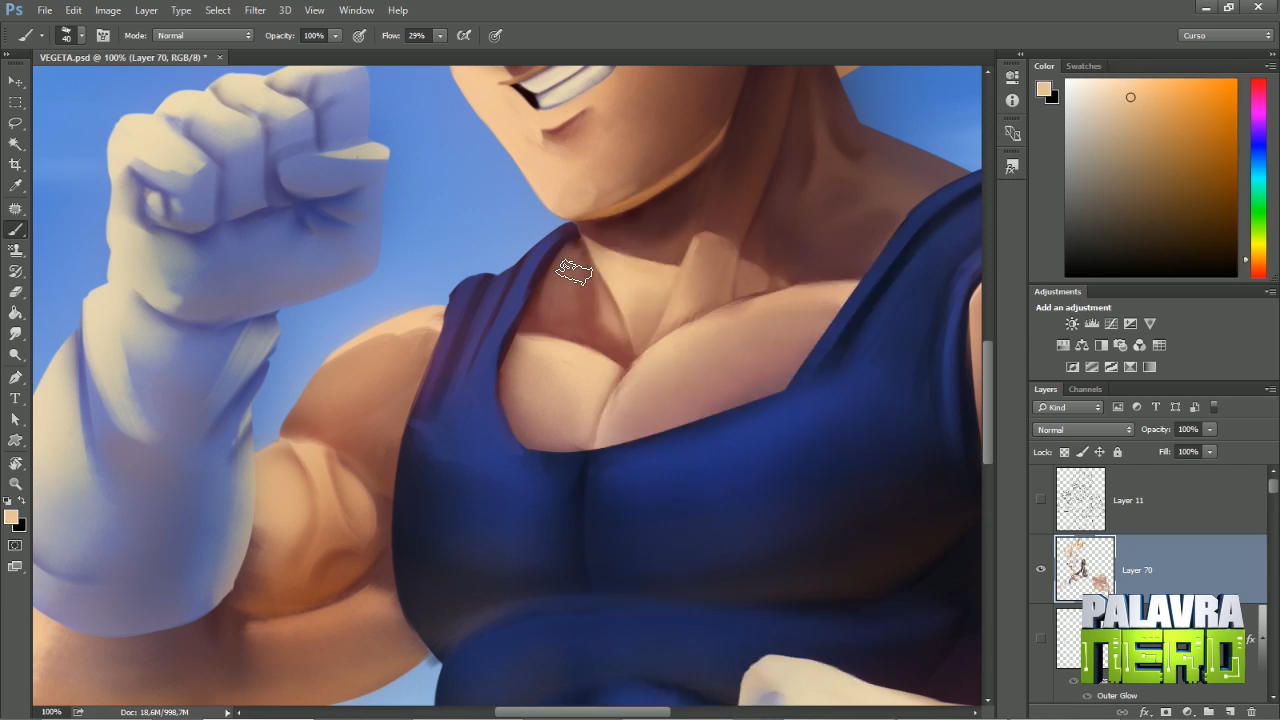 Ps File Edit Image Layer Type Select Filter 3D View Window Help
40 Mode: Normal Opacity: 100% Flow: 29% Curso
VEGETA.psd @ 100% (Layer 70, RGB/8) * ×
Color Swatches
Adjustments
Add an adjustment
Layers Channels
Kind
Normal Opacity: 100%
Lock: Fill: 100%
Layer 11
Layer 70
PALAVRA
NERD
fx
Outer Glow
100% Doc: 18,6M/998,7M